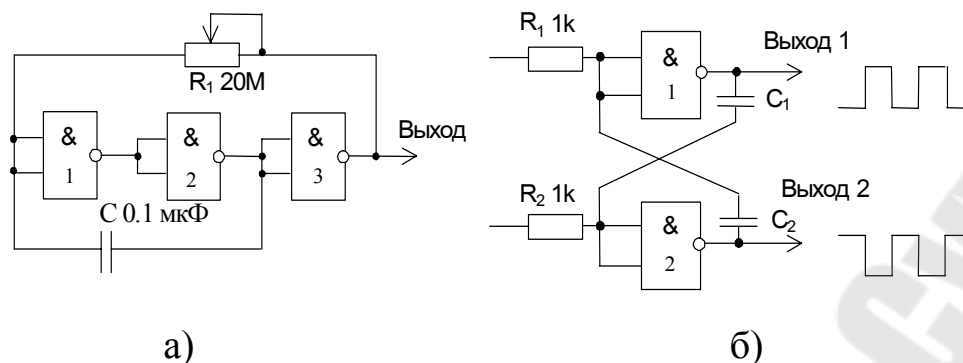 R₁ 20M
&
1
&
2
&
3
Выход
C 0.1 мкФ
а)
R₁ 1k
&
1
Выход 1
C₁
R₂ 1k
&
2
Выход 2
C₂
б)